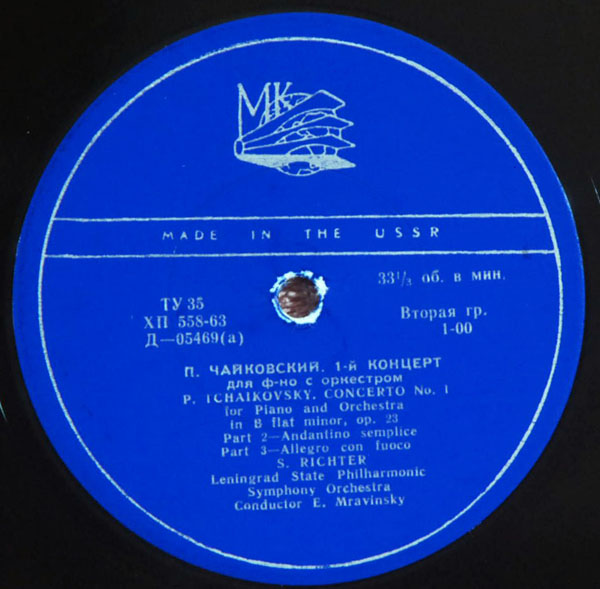 МК
MADE IN THE USSR
33⅓ об. в мин.
ТУ 35
ХП 558-63
Д—05469(а)
Вторая гр.
1-00
П. ЧАЙКОВСКИЙ. 1-й КОНЦЕРТ
для ф-но с оркестром
P. TCHAIKOVSKY. CONCERTO No. 1
for Piano and Orchestra
in B flat minor, op. 23
Part 2—Andantino semplice
Part 3—Allegro con fuoco
S. RICHTER
Leningrad State Philharmonic
Symphony Orchestra
Conductor E. Mravinsky